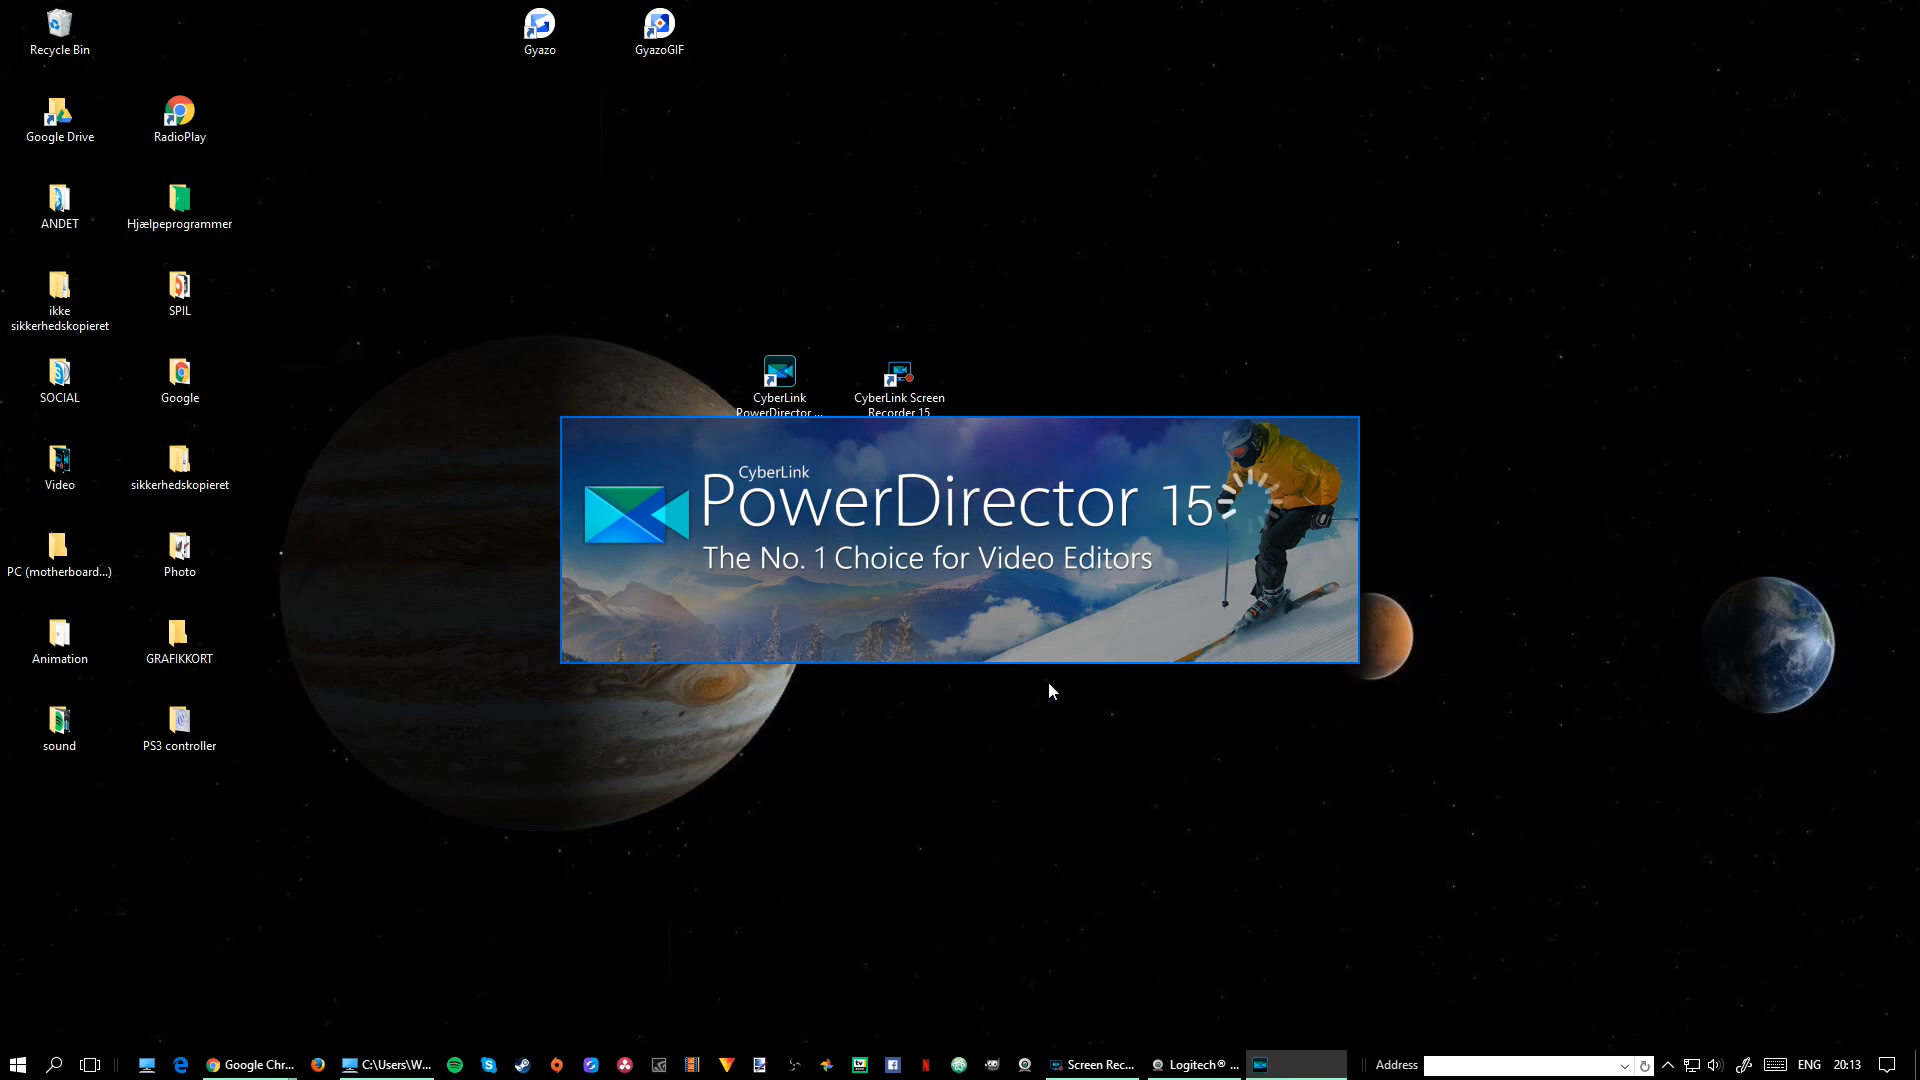 Recycle Bin
Gyazo
GyazoGIF
Google Drive
RadioPlay
ANDET
Hjælpeprogrammer
ikke
sikkerhedskopieret
SPIL
SOCIAL
Google
CyberLink
PowerDirector ...
CyberLink Screen
Recorder 15
Video
sikkerhedskopieret
CyberLink
PowerDirector 15
The No. 1 Choice for Video Editors
PC (motherboard...)
Photo
Animation
GRAFIKKORT
sound
PS3 controller
Google Chr...
C:\Users\W...
Screen Rec...
Logitech® ...
Address
ENG
20:13